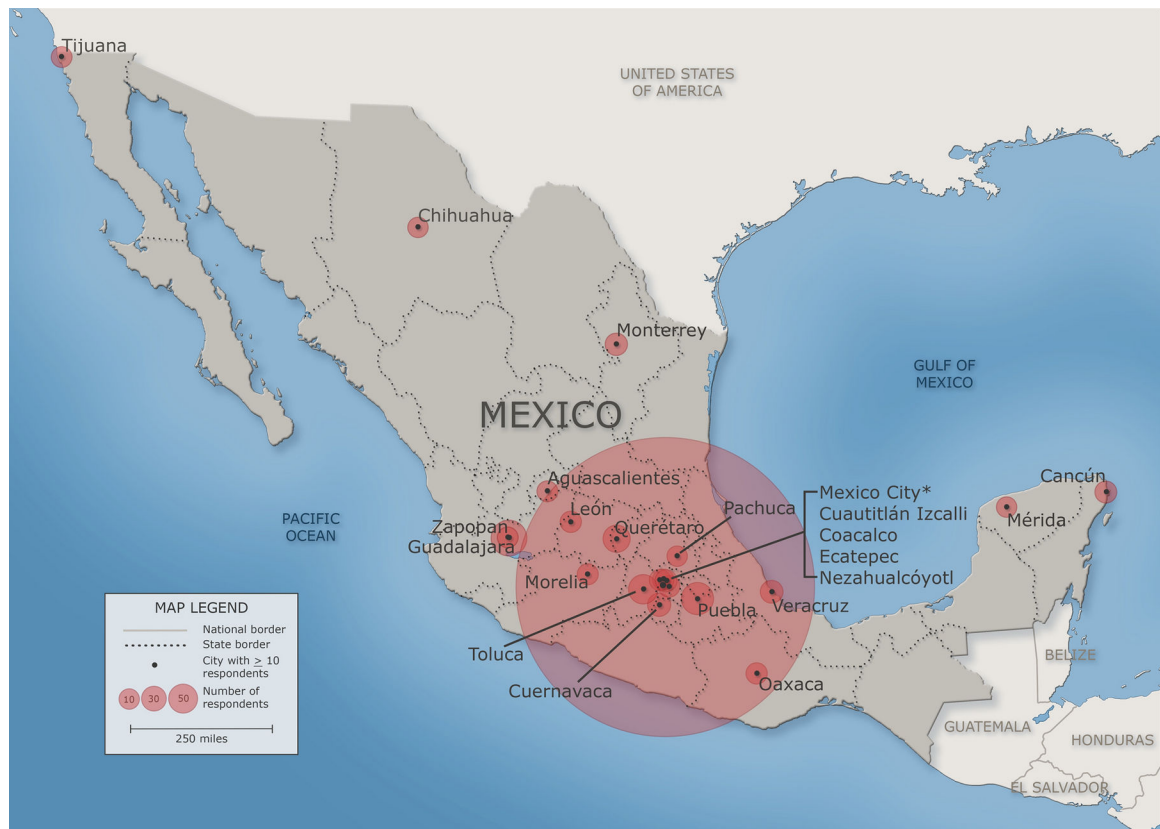 Tijuana
UNITED STATES
OF AMERICA
Chihuahua
Monterrey
GULF OF
MEXICO
MEXICO
Aguascalientes
León
Zapopan
Guadalajara
Querétaro
Pachuca
Mexico City*
Cuautitlán Izcalli
Coacalco
Ecatepec
Nezahualcóyotl
Cancún
Mérida
PACIFIC
OCEAN
Morelia
Puebla
Veracruz
Toluca
Cuernavaca
Oaxaca
BELIZE
GUATEMALA
HONDURAS
EL SALVADOR
MAP LEGEND
National border
State border
City with ≥ 10
respondents
10 30 50
Number of
respondents
250 miles